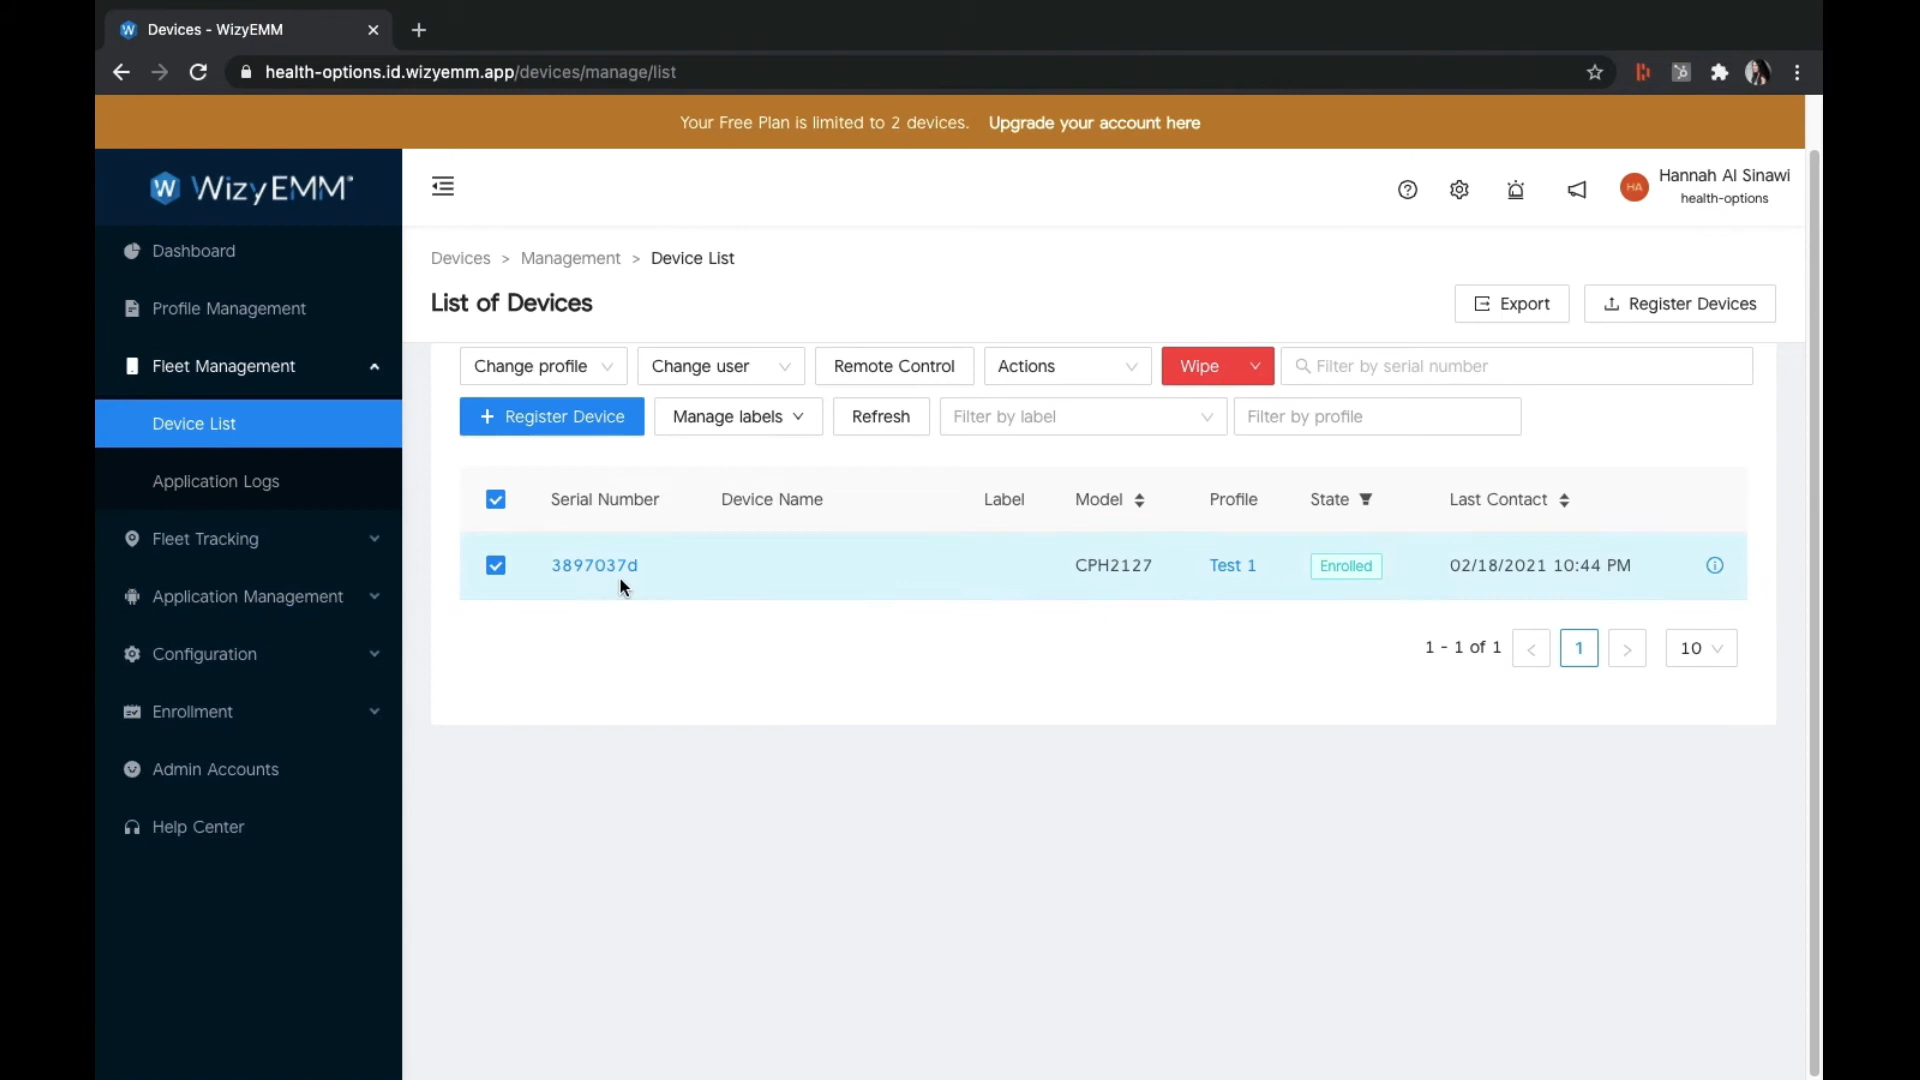 Devices - WizyEMM
health-options.id.wizyemm.app/devices/manage/list
Your Free Plan is limited to 2 devices. Upgrade your account here
W WizyEMM
HA Hannah Al Sinawi
health-options
Dashboard
Profile Management
Fleet Management
Device List
Application Logs
Fleet Tracking
Application Management
Configuration
Enrollment
Admin Accounts
Help Center
Devices > Management > Device List
List of Devices
Export Register Devices
Change profile Change user Remote Control Actions Wipe Filter by serial number
+ Register Device Manage labels Refresh Filter by label Filter by profile
Serial Number Device Name Label Model Profile State Last Contact
3897037d CPH2127 Test 1 Enrolled 02/18/2021 10:44 PM
1 - 1 of 1 < 1 > 10